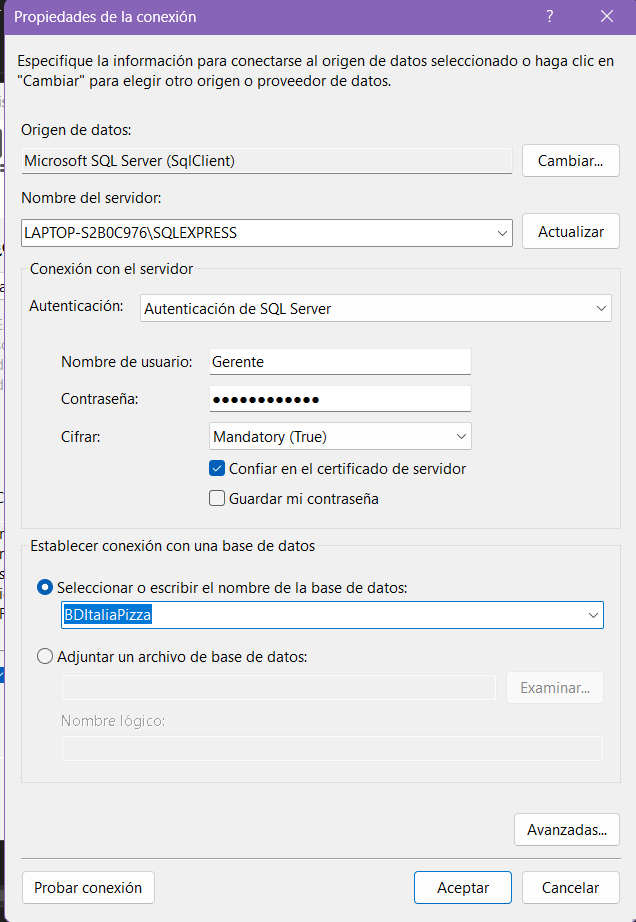 Propiedades de la conexión
Especifique la información para conectarse al origen de datos seleccionado o haga clic en
"Cambiar" para elegir otro origen o proveedor de datos.
Origen de datos:
Microsoft SQL Server (SqlClient)
Cambiar...
Nombre del servidor:
LAPTOP-S2B0C976\SQLEXPRESS
Actualizar
Conexión con el servidor
Autenticación:
Autenticación de SQL Server
Nombre de usuario:
Gerente
Contraseña:
●●●●●●●●●●●●
Cifrar:
Mandatory (True)
Confiar en el certificado de servidor
Guardar mi contraseña
Establecer conexión con una base de datos
Seleccionar o escribir el nombre de la base de datos:
BDItaliaPizza
Adjuntar un archivo de base de datos:
Examinar...
Nombre lógico:
Avanzadas...
Probar conexión
Aceptar
Cancelar